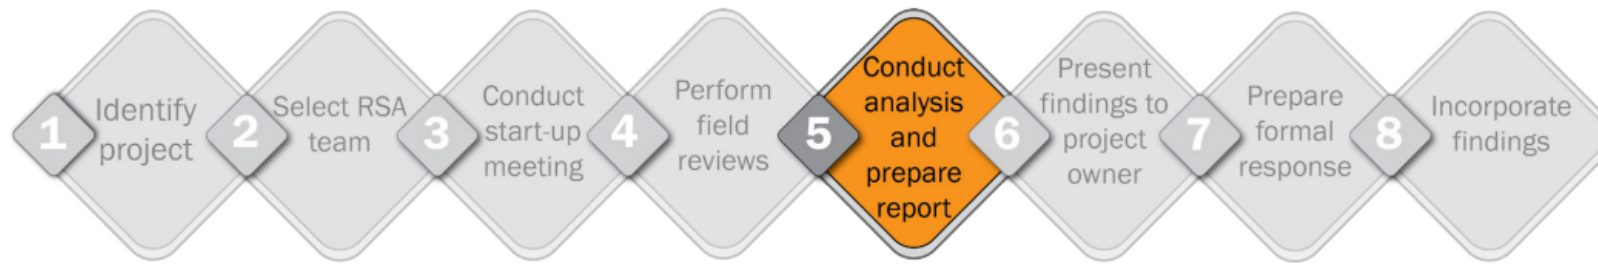 1
Identify
project
2
Select RSA
team
3
Conduct
start-up
meeting
4
Perform
field
reviews
5
Conduct
analysis
and
prepare
report
6
Present
findings to
project
owner
7
Prepare
formal
response
8
Incorporate
findings